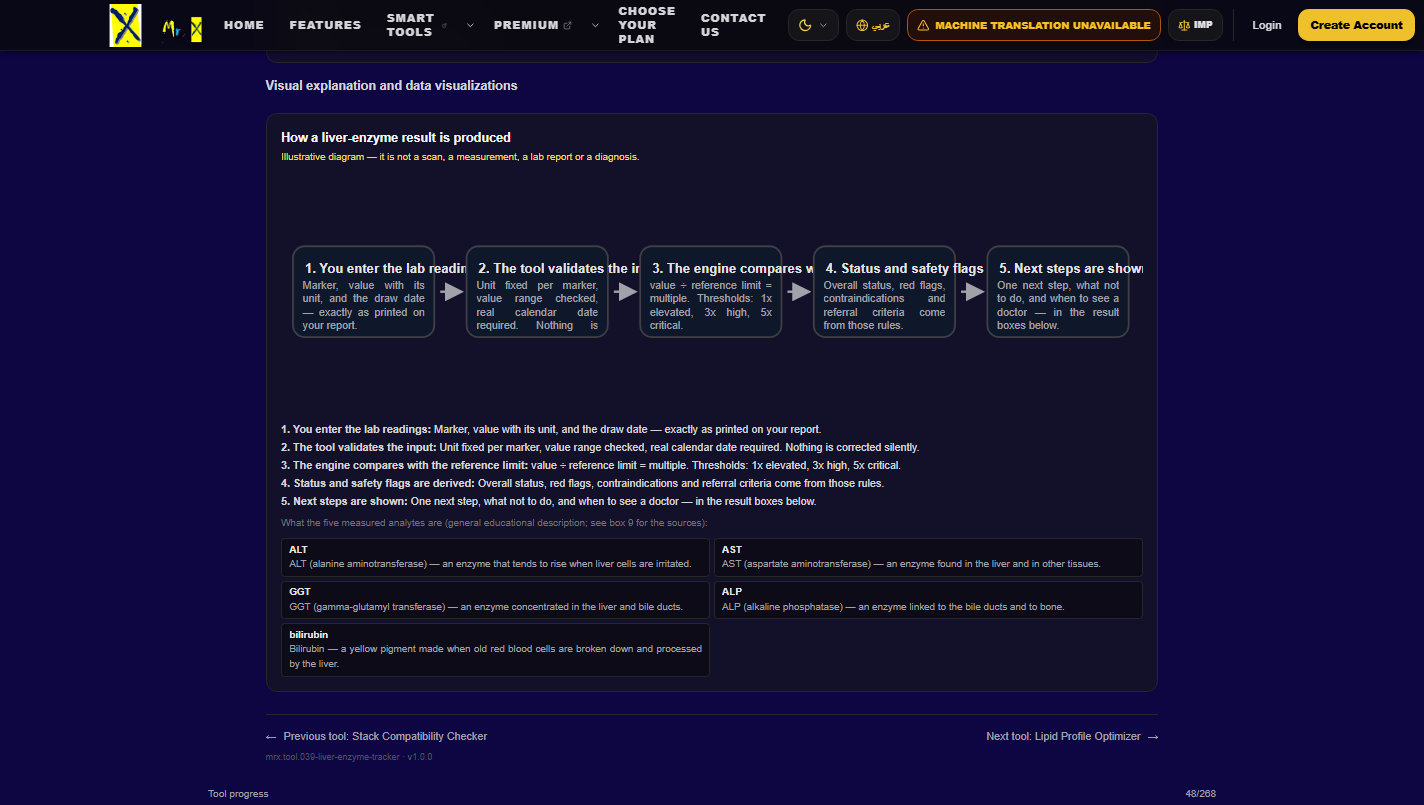 X Mr. X HOME FEATURES SMART TOOLS PREMIUM CHOOSE YOUR PLAN CONTACT US عربي MACHINE TRANSLATION UNAVAILABLE IMP Login Create Account
Visual explanation and data visualizations
How a liver-enzyme result is produced
Illustrative diagram — it is not a scan, a measurement, a lab report or a diagnosis.
1. You enter the lab readin
Marker, value with its
unit, and the draw date
— exactly as printed on
your report.
2. The tool validates the in
Unit fixed per marker,
value range checked,
real calendar date
required. Nothing is
3. The engine compares w
value ÷ reference limit =
multiple. Thresholds: 1x
elevated, 3x high, 5x
critical.
4. Status and safety flags
Overall status, red flags,
contraindications and
referral criteria come
from those rules.
5. Next steps are shown
One next step, what not
to do, and when to see a
doctor — in the result
boxes below.
1. You enter the lab readings: Marker, value with its unit, and the draw date — exactly as printed on your report.
2. The tool validates the input: Unit fixed per marker, value range checked, real calendar date required. Nothing is corrected silently.
3. The engine compares with the reference limit: value ÷ reference limit = multiple. Thresholds: 1x elevated, 3x high, 5x critical.
4. Status and safety flags are derived: Overall status, red flags, contraindications and referral criteria come from those rules.
5. Next steps are shown: One next step, what not to do, and when to see a doctor — in the result boxes below.
What the five measured analytes are (general educational description; see box 9 for the sources):
ALT
ALT (alanine aminotransferase) — an enzyme that tends to rise when liver cells are irritated.
AST
AST (aspartate aminotransferase) — an enzyme found in the liver and in other tissues.
GGT
GGT (gamma-glutamyl transferase) — an enzyme concentrated in the liver and bile ducts.
ALP
ALP (alkaline phosphatase) — an enzyme linked to the bile ducts and to bone.
bilirubin
Bilirubin — a yellow pigment made when old red blood cells are broken down and processed
by the liver.
← Previous tool: Stack Compatibility Checker
Next tool: Lipid Profile Optimizer →
mrx.tool.039-liver-enzyme-tracker · v1.0.0
Tool progress
48/268